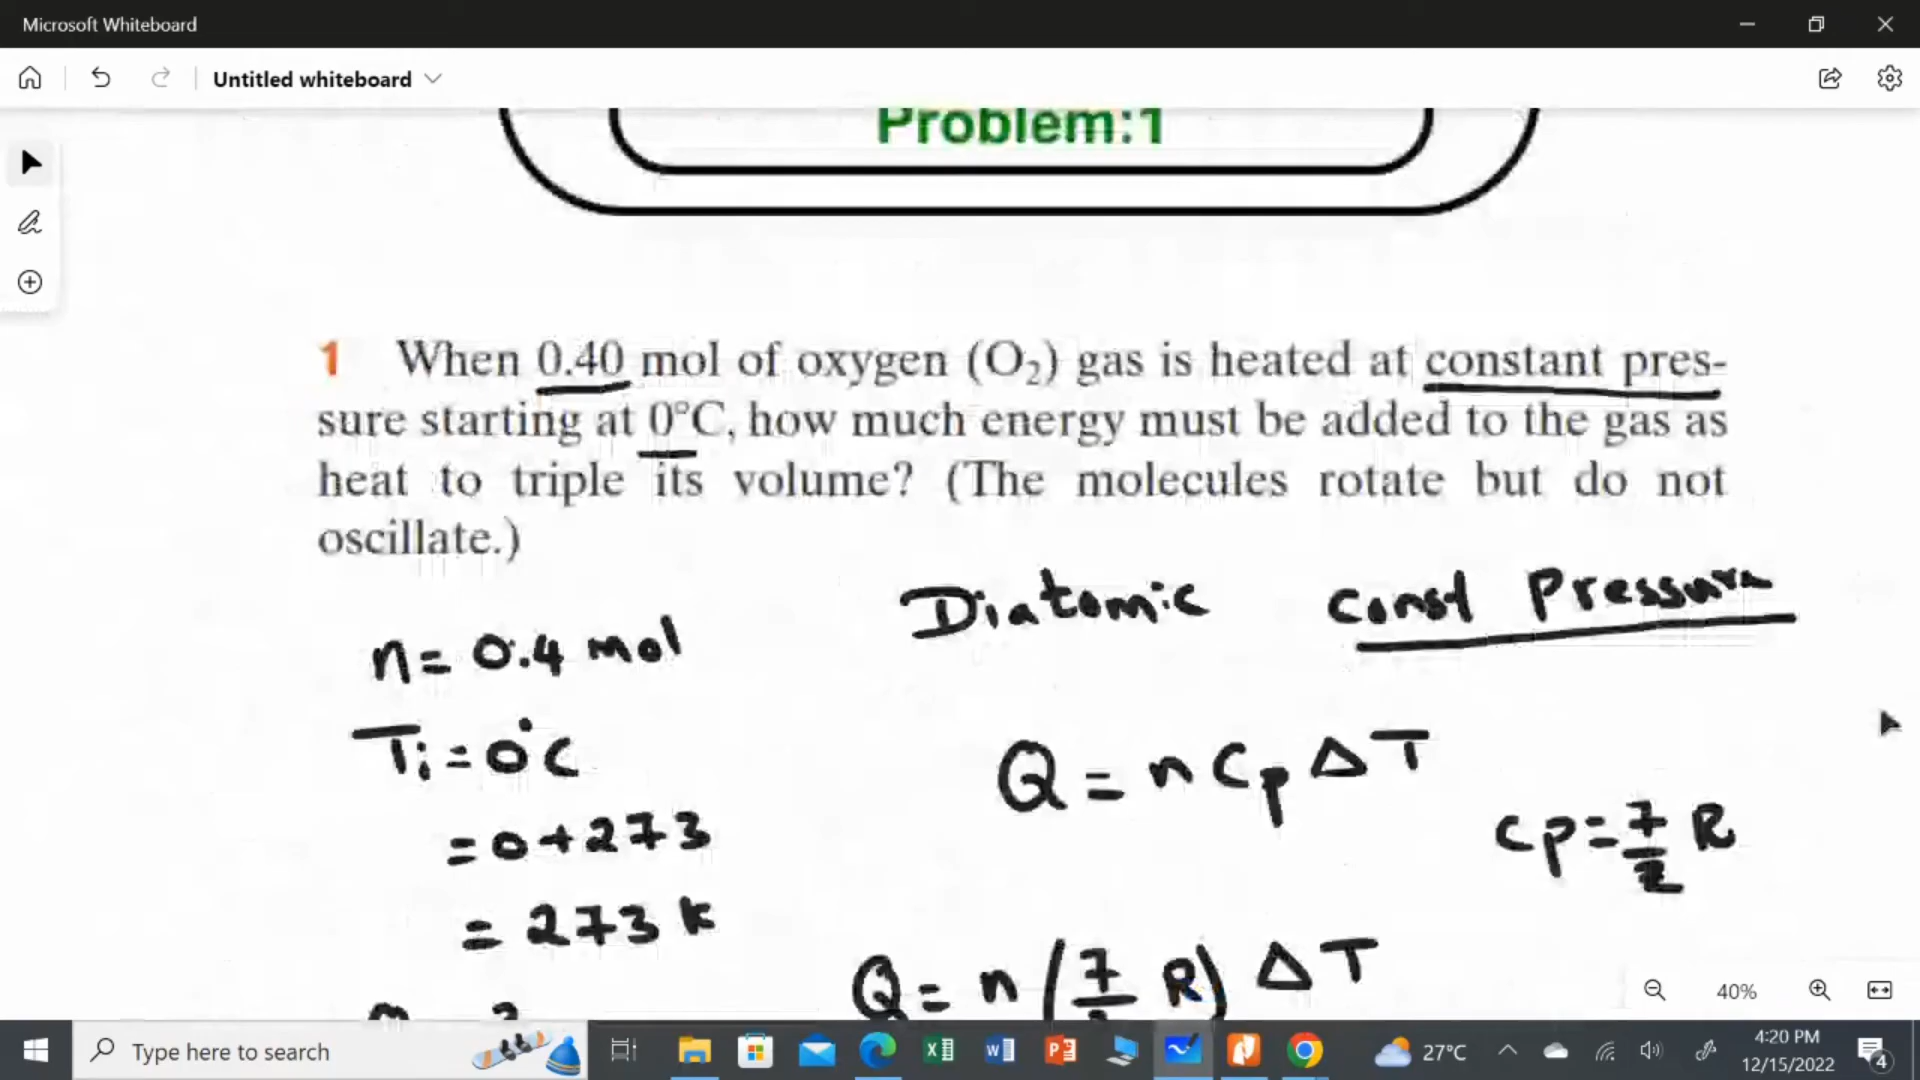 Microsoft Whiteboard
Untitled whiteboard
Problem:1
1 When 0.40 mol of oxygen (O₂) gas is heated at constant pres-
sure starting at 0°C, how much energy must be added to the gas as
heat to triple its volume? (The molecules rotate but do not
oscillate.)
Diatomic const Pressure
n = 0.4 mol
Ti = 0°C
Q = n Cp ΔT
= 0 + 273
Cp = 7/2 R
= 273 K
Q = n (7/2 R) ΔT
40%
Type here to search
27°C
4:20 PM
12/15/2022
4